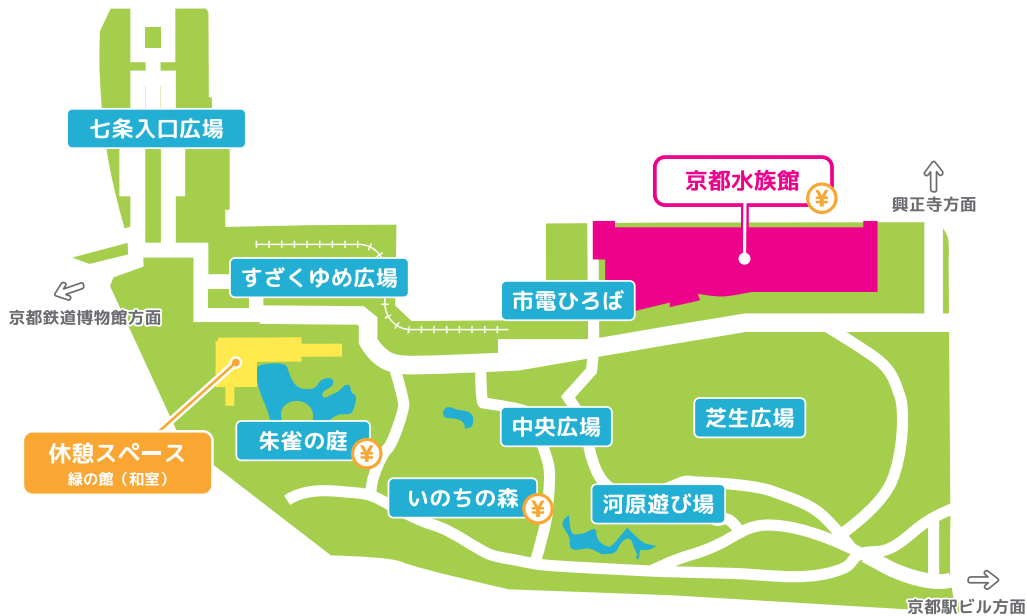 七条入口広場
京都水族館
¥
興正寺方面
すざくゆめ広場
市電ひろば
京都鉄道博物館方面
朱雀の庭
¥
中央広場
芝生広場
休憩スペース
緑の館（和室）
いのちの森
¥
河原遊び場
京都駅ビル方面